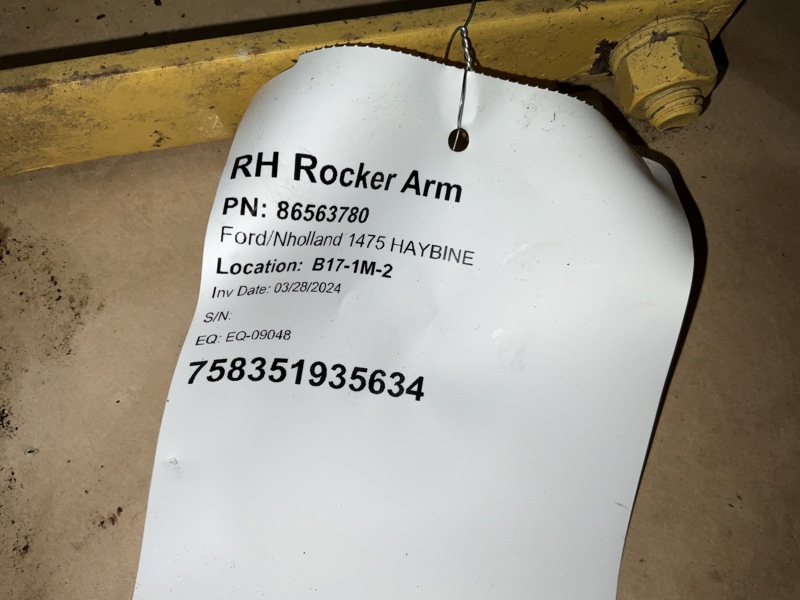 RH Rocker Arm
PN: 86563780
Ford/Nholland 1475 HAYBINE
Location: B17-1M-2
Inv Date: 03/28/2024
S/N:
EQ: EQ-09048
758351935634